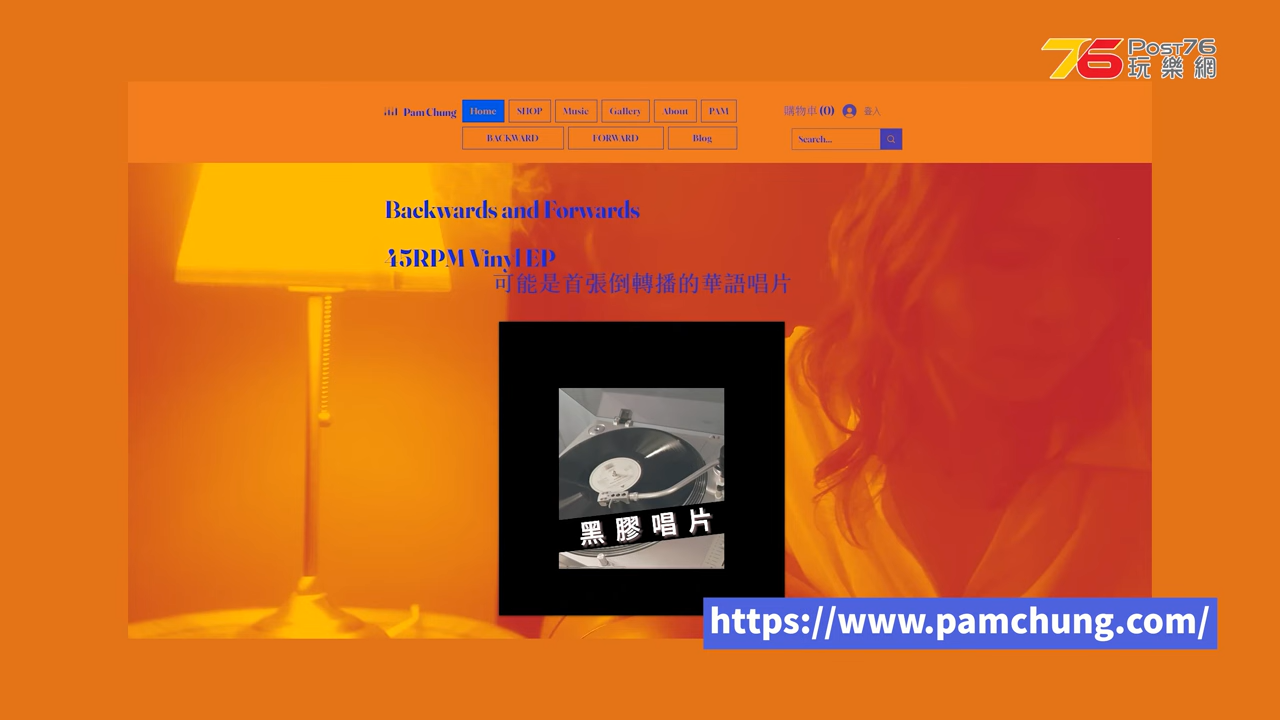 76 POST76
玩樂網
Pam Chung Home SHOP Music Gallery About PAM 購物車 (0) 登入
BACKWARD FORWARD Blog Search...
Backwards and Forwards
45RPM Vinyl EP
可能是首張倒轉播的華語唱片
黑膠唱片
https://www.pamchung.com/